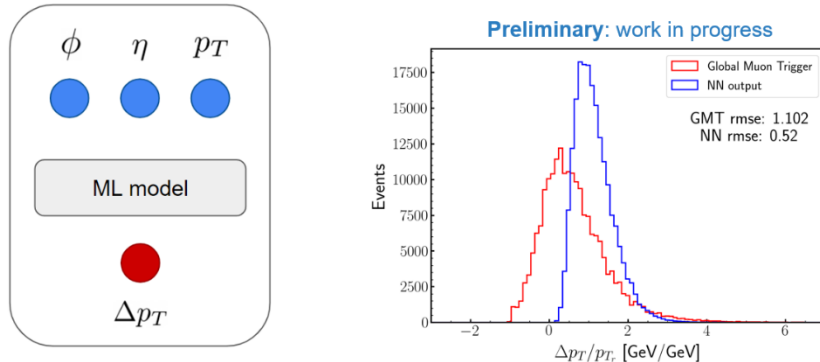 ϕ η p_T
ML model
Δp_T
Preliminary: work in progress
Global Muon Trigger
NN output
GMT rmse: 1.102
NN rmse: 0.52
Events
17500
15000
12500
10000
7500
5000
2500
0
−2 0 2 4 6
Δp_T/p_{T_r} [GeV/GeV]